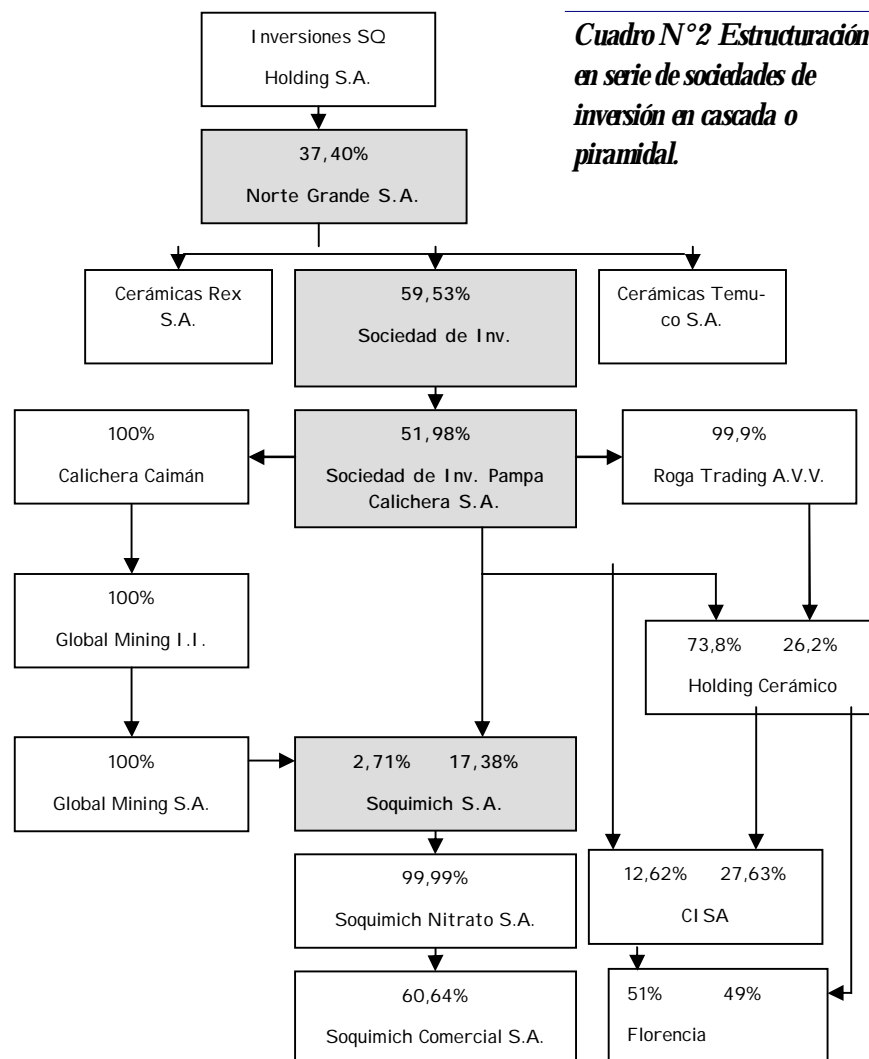 Inversiones SQ
Holding S.A.
Cuadro N°2 Estructuración
en serie de sociedades de
inversión en cascada o
piramidal.
37,40%
Norte Grande S.A.
Cerámicas Rex
S.A.
59,53%
Sociedad de Inv.
Cerámicas Temu-
co S.A.
100%
Calichera Caimán
51,98%
Sociedad de Inv. Pampa
Calichera S.A.
99,9%
Roga Trading A.V.V.
100%
Global Mining I.I.
73,8% 26,2%
Holding Cerámico
100%
Global Mining S.A.
2,71% 17,38%
Soquimich S.A.
99,99%
Soquimich Nitrato S.A.
12,62% 27,63%
CISA
60,64%
Soquimich Comercial S.A.
51% 49%
Florencia